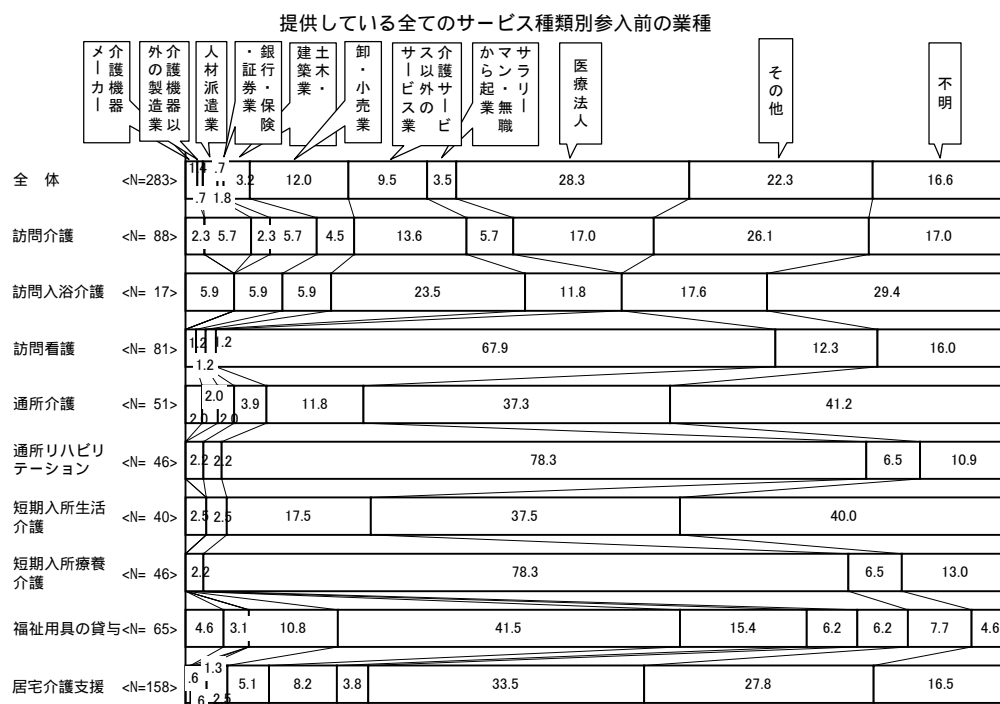 提供している全てのサービス種類別参入前の業種
介護機器メーカー
介護機器以外の製造業
人材派遣業
銀行・保険・証券業
土木・建築業
卸・小売業
介護サービス以外のサービス業
サラリーマン・無職から起業
医療法人
その他
不明
全　体 <N=283> 1.4 .7 .7 1.8 3.2 12.0 9.5 3.5 28.3 22.3 16.6
訪問介護 <N= 88> 2.3 5.7 2.3 5.7 4.5 13.6 5.7 17.0 26.1 17.0
訪問入浴介護 <N= 17> 5.9 5.9 5.9 23.5 11.8 17.6 29.4
訪問看護 <N= 81> 1.2 1.2 1.2 67.9 12.3 16.0
通所介護 <N= 51> 2.0 2.0 2.0 3.9 11.8 37.3 41.2
通所リハビリ
テーション <N= 46> 2.2 2.2 78.3 6.5 10.9
短期入所生活
介護 <N= 40> 2.5 2.5 17.5 37.5 40.0
短期入所療養
介護 <N= 46> 2.2 78.3 6.5 13.0
福祉用具の貸与 <N= 65> 4.6 3.1 10.8 41.5 15.4 6.2 6.2 7.7 4.6
居宅介護支援 <N=158> .6 .6 1.3 2.5 5.1 8.2 3.8 33.5 27.8 16.5